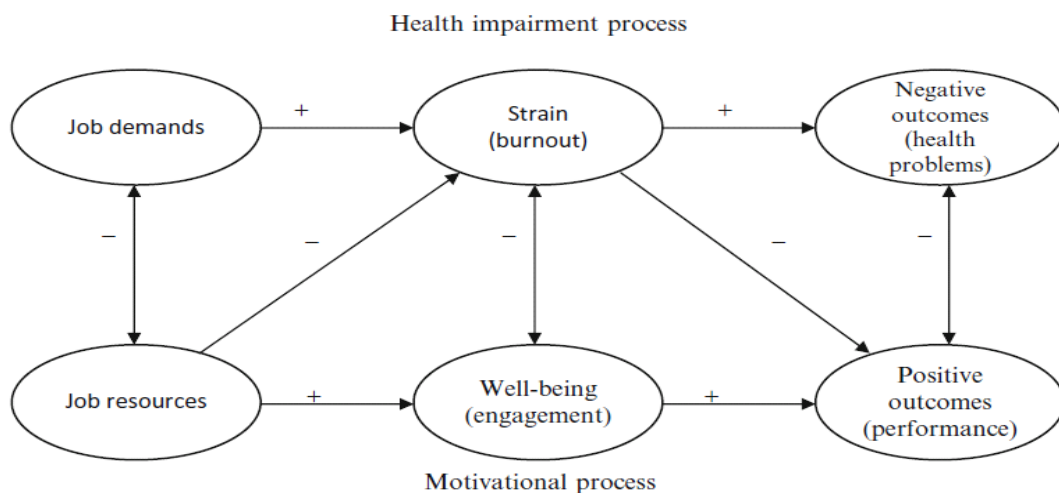 Health impairment process
Job demands
+
Strain
(burnout)
+
Negative
outcomes
(health
problems)
−
−
−
−
−
Job resources
+
Well-being
(engagement)
+
Positive
outcomes
(performance)
Motivational process